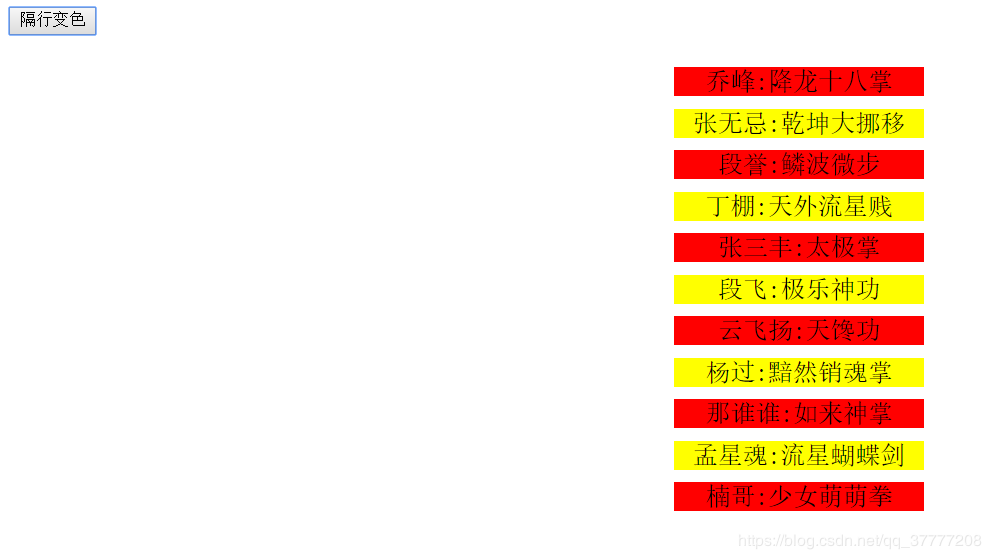 隔行变色
乔峰:降龙十八掌
张无忌:乾坤大挪移
段誉:鳞波微步
丁棚:天外流星贱
张三丰:太极掌
段飞:极乐神功
云飞扬:天馋功
杨过:黯然销魂掌
那谁谁:如来神掌
孟星魂:流星蝴蝶剑
楠哥:少女萌萌拳
https://blog.csdn.net/qq_37777208